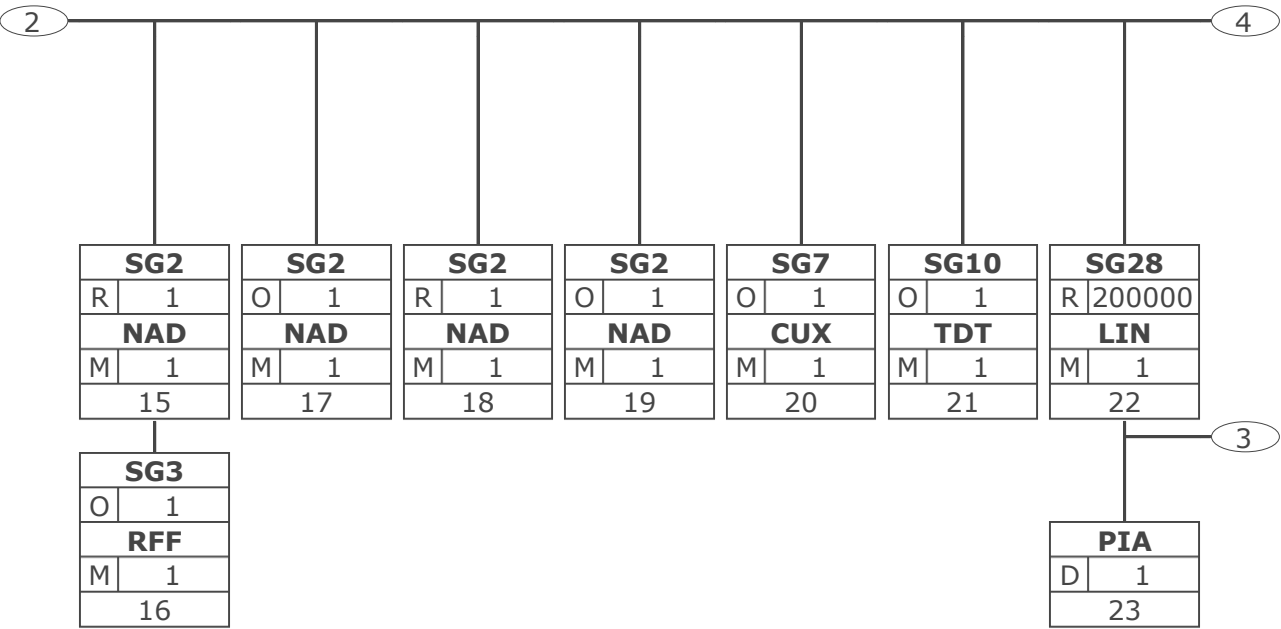 2 4
SG2 SG2 SG2 SG2 SG7 SG10 SG28
R 1 O 1 R 1 O 1 O 1 O 1 R 200000
NAD NAD NAD NAD CUX TDT LIN
M 1 M 1 M 1 M 1 M 1 M 1 M 1
15 17 18 19 20 21 22
3
SG3
O 1
RFF PIA
M 1 D 1
16 23